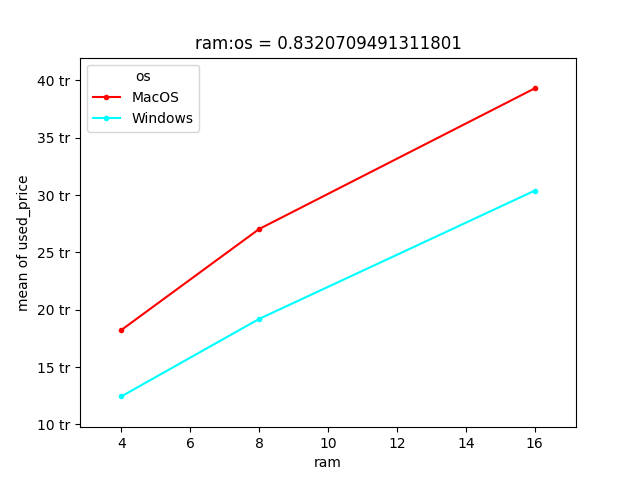 ram:os = 0.8320709491311801
os
MacOS
Windows
mean of used_price
40 tr
35 tr
30 tr
25 tr
20 tr
15 tr
10 tr
4
6
8
10
12
14
16
ram